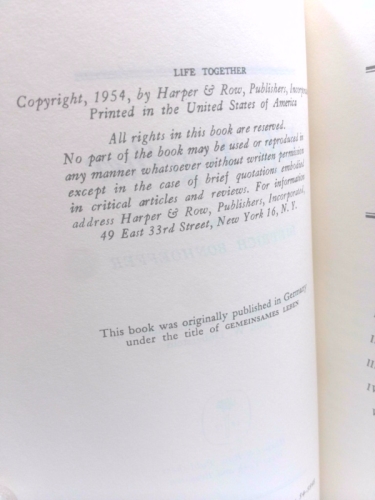 LIFE TOGETHER
Copyright, 1954, by Harper & Row, Publishers,
Printed in the United States of America
All rights in this book are reserved.
No part of the book may be used or reproduced in
any manner whatsoever without written permission
except in the case of brief quotations embodied
in critical articles and reviews. For information
address Harper & Row, Publishers, Incorporated,
49 East 33rd Street, New York 16, N. Y.
This book was originally published in Germany
under the title of GEMEINSAMES LEBEN